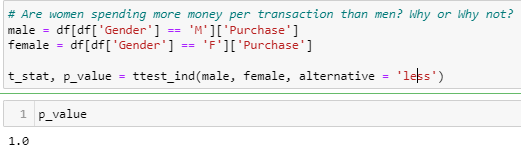 # Are women spending more money per transaction than men? Why or Why not?
male = df[df['Gender'] == 'M']['Purchase']
female = df[df['Gender'] == 'F']['Purchase']
t_stat, p_value = ttest_ind(male, female, alternative = 'less')
1 p_value
1.0